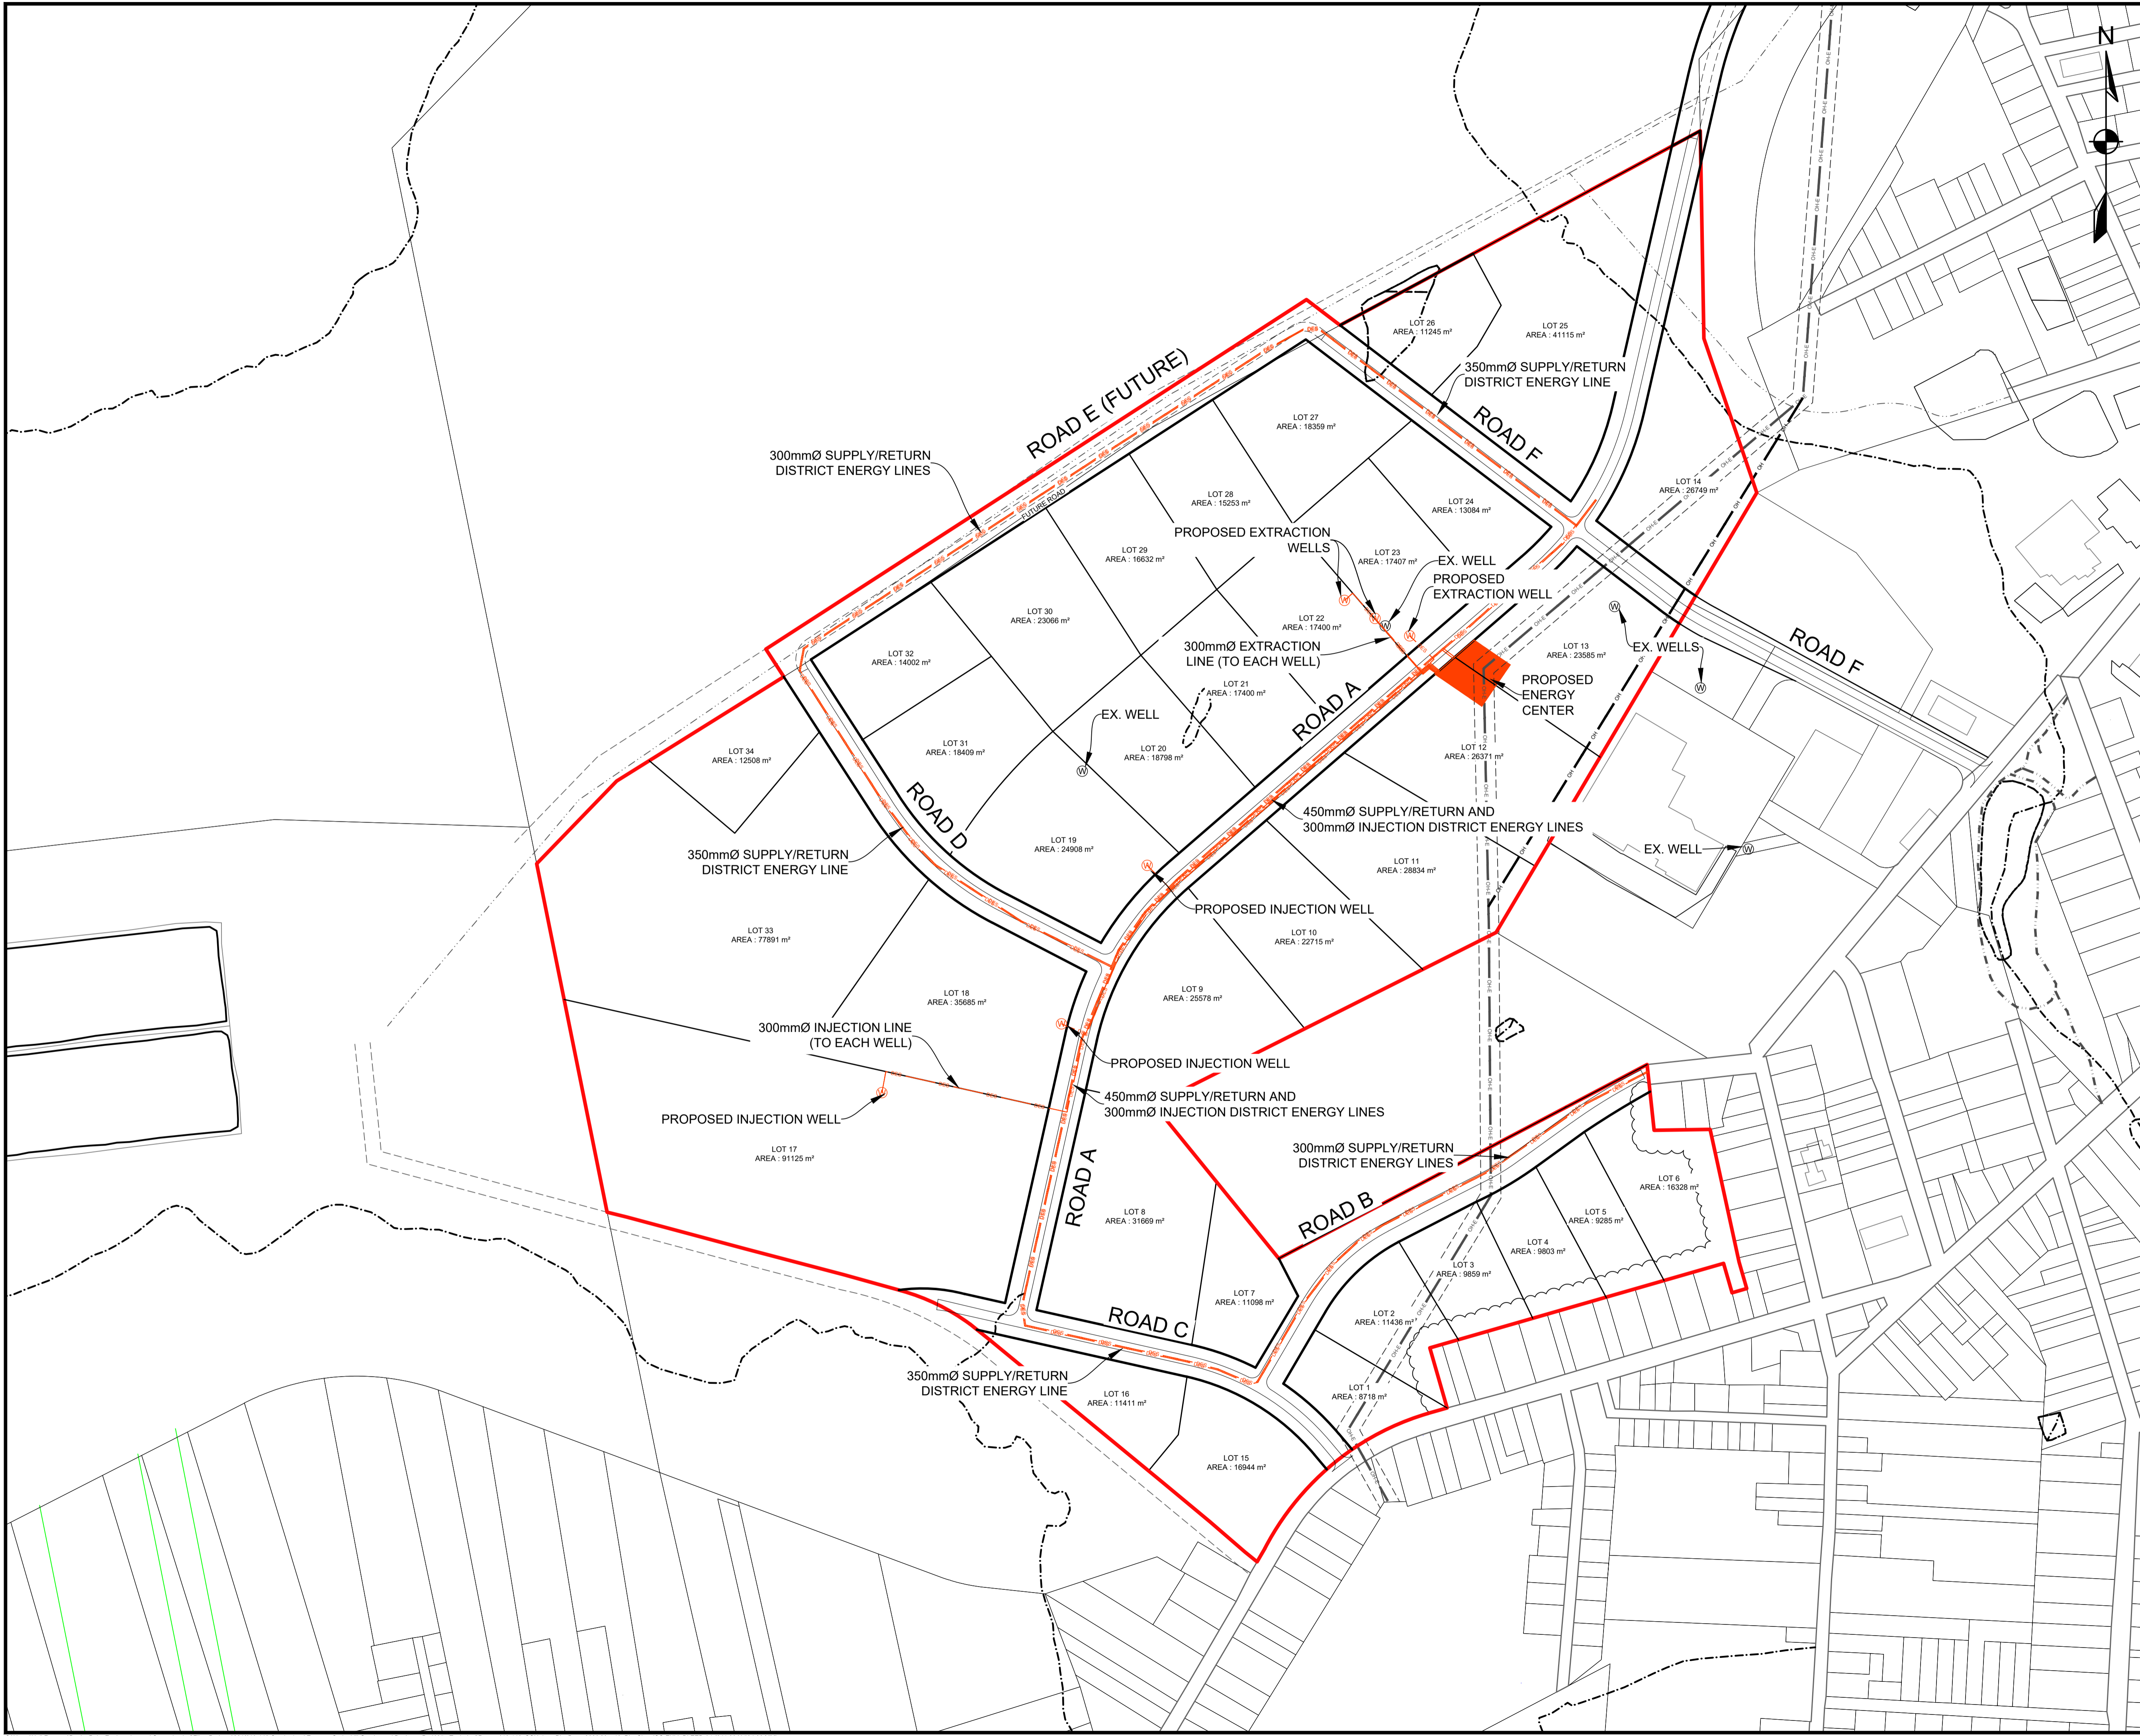 N
ROAD E (FUTURE)
FUTURE ROAD
300mmØ SUPPLY/RETURN
DISTRICT ENERGY LINES
LOT 26
AREA : 11245 m²
LOT 25
AREA : 41115 m²
350mmØ SUPPLY/RETURN
DISTRICT ENERGY LINE
ROAD F
LOT 27
AREA : 18359 m²
LOT 28
AREA : 15253 m²
LOT 24
AREA : 13084 m²
LOT 14
AREA : 26749 m²
PROPOSED EXTRACTION
WELLS
LOT 29
AREA : 16632 m²
LOT 23
AREA : 17407 m²
EX. WELL
PROPOSED
EXTRACTION WELL
LOT 30
AREA : 23066 m²
LOT 22
AREA : 17400 m²
300mmØ EXTRACTION
LINE (TO EACH WELL)
LOT 32
AREA : 14002 m²
LOT 13
AREA : 23585 m²
EX. WELLS
ROAD F
LOT 21
AREA : 17400 m²
PROPOSED
ENERGY
CENTER
ROAD A
EX. WELL
LOT 34
AREA : 12508 m²
LOT 31
AREA : 18409 m²
LOT 20
AREA : 18798 m²
LOT 12
AREA : 26371 m²
ROAD D
450mmØ SUPPLY/RETURN AND
300mmØ INJECTION DISTRICT ENERGY LINES
350mmØ SUPPLY/RETURN
DISTRICT ENERGY LINE
LOT 19
AREA : 24908 m²
LOT 11
AREA : 28834 m²
EX. WELL
PROPOSED INJECTION WELL
LOT 33
AREA : 77891 m²
LOT 10
AREA : 22715 m²
LOT 18
AREA : 35685 m²
LOT 9
AREA : 25578 m²
300mmØ INJECTION LINE
(TO EACH WELL)
PROPOSED INJECTION WELL
450mmØ SUPPLY/RETURN AND
300mmØ INJECTION DISTRICT ENERGY LINES
PROPOSED INJECTION WELL
LOT 17
AREA : 91125 m²
300mmØ SUPPLY/RETURN
DISTRICT ENERGY LINES
ROAD A
ROAD B
LOT 6
AREA : 16328 m²
LOT 8
AREA : 31669 m²
LOT 5
AREA : 9285 m²
LOT 4
AREA : 9803 m²
LOT 3
AREA : 9859 m²
LOT 7
AREA : 11098 m²
LOT 2
AREA : 11436 m²
ROAD C
350mmØ SUPPLY/RETURN
DISTRICT ENERGY LINE
LOT 16
AREA : 11411 m²
LOT 1
AREA : 8718 m²
LOT 15
AREA : 16944 m²